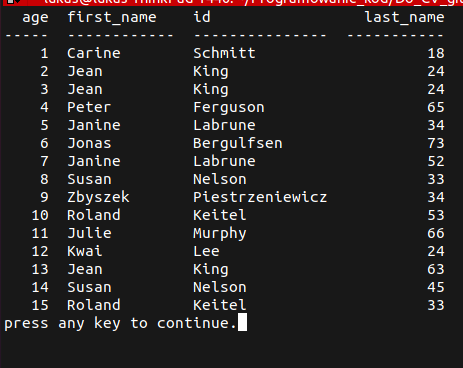 lukas@lukas-ThinkPad-T440: ~/Programowanie_kod/Do_CV_gi
age first_name id last_name
----- ------------ --------------- -----------
1 Carine Schmitt 18
2 Jean King 24
3 Jean King 24
4 Peter Ferguson 65
5 Janine Labrune 34
6 Jonas Bergulfsen 73
7 Janine Labrune 52
8 Susan Nelson 33
9 Zbyszek Piestrzeniewicz 34
10 Roland Keitel 53
11 Julie Murphy 66
12 Kwai Lee 24
13 Jean King 63
14 Susan Nelson 45
15 Roland Keitel 33
press any key to continue.